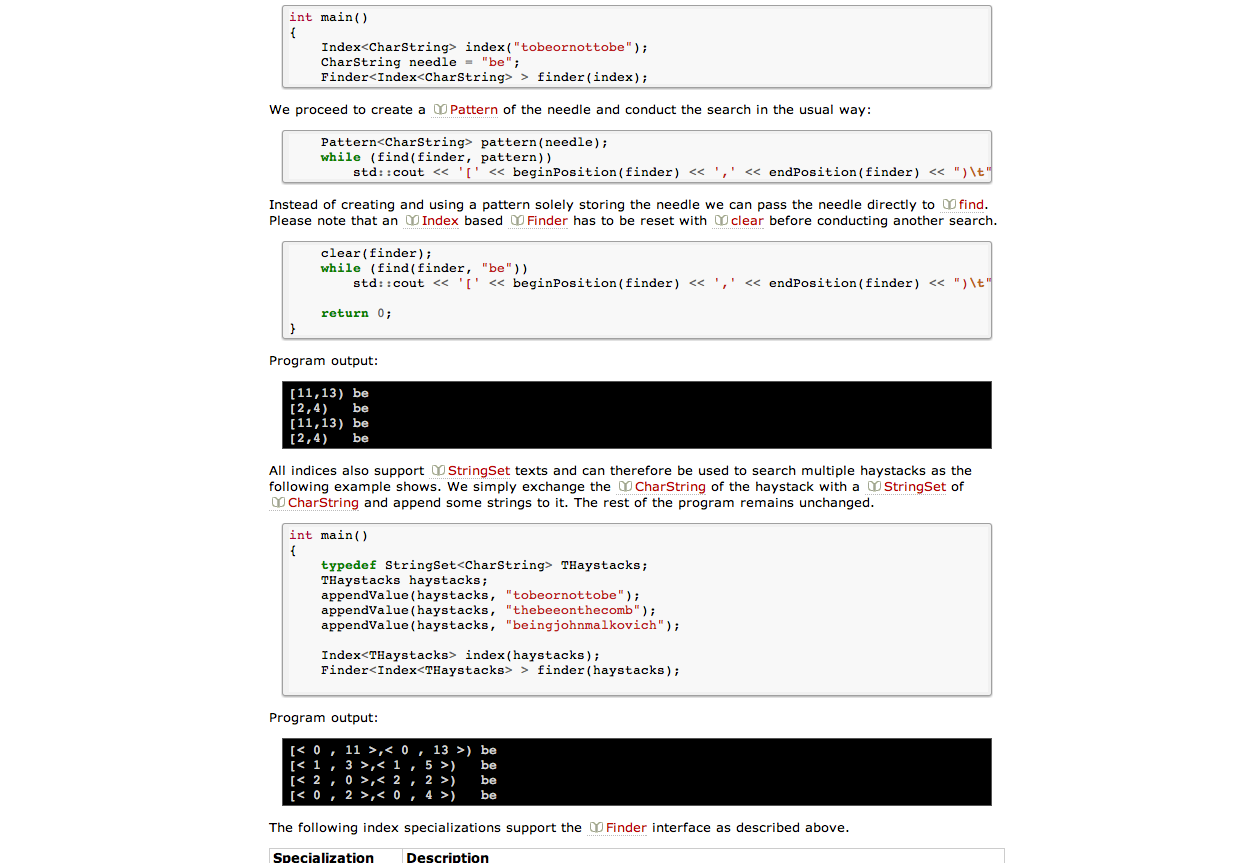 int main()
{
    Index<CharString> index("tobeornottobe");
    CharString needle = "be";
    Finder<Index<CharString> > finder(index);
We proceed to create a Pattern of the needle and conduct the search in the usual way:
    Pattern<CharString> pattern(needle);
    while (find(finder, pattern))
        std::cout << '[' << beginPosition(finder) << ',' << endPosition(finder) << ")\t"
Instead of creating and using a pattern solely storing the needle we can pass the needle directly to find.
Please note that an Index based Finder has to be reset with clear before conducting another search.
    clear(finder);
    while (find(finder, "be"))
        std::cout << '[' << beginPosition(finder) << ',' << endPosition(finder) << ")\t"
    return 0;
}
Program output:
[11,13) be
[2,4)   be
[11,13) be
[2,4)   be
All indices also support StringSet texts and can therefore be used to search multiple haystacks as the
following example shows. We simply exchange the CharString of the haystack with a StringSet of
CharString and append some strings to it. The rest of the program remains unchanged.
int main()
{
    typedef StringSet<CharString> THaystacks;
    THaystacks haystacks;
    appendValue(haystacks, "tobeornottobe");
    appendValue(haystacks, "thebeeonthecomb");
    appendValue(haystacks, "beingjohnmalkovich");
    Index<THaystacks> index(haystacks);
    Finder<Index<THaystacks> > finder(haystacks);
Program output:
[< 0 , 11 >,< 0 , 13 >) be
[< 1 , 3 >,< 1 , 5 >)   be
[< 2 , 0 >,< 2 , 2 >)   be
[< 0 , 2 >,< 0 , 4 >)   be
The following index specializations support the Finder interface as described above.
Specialization Description